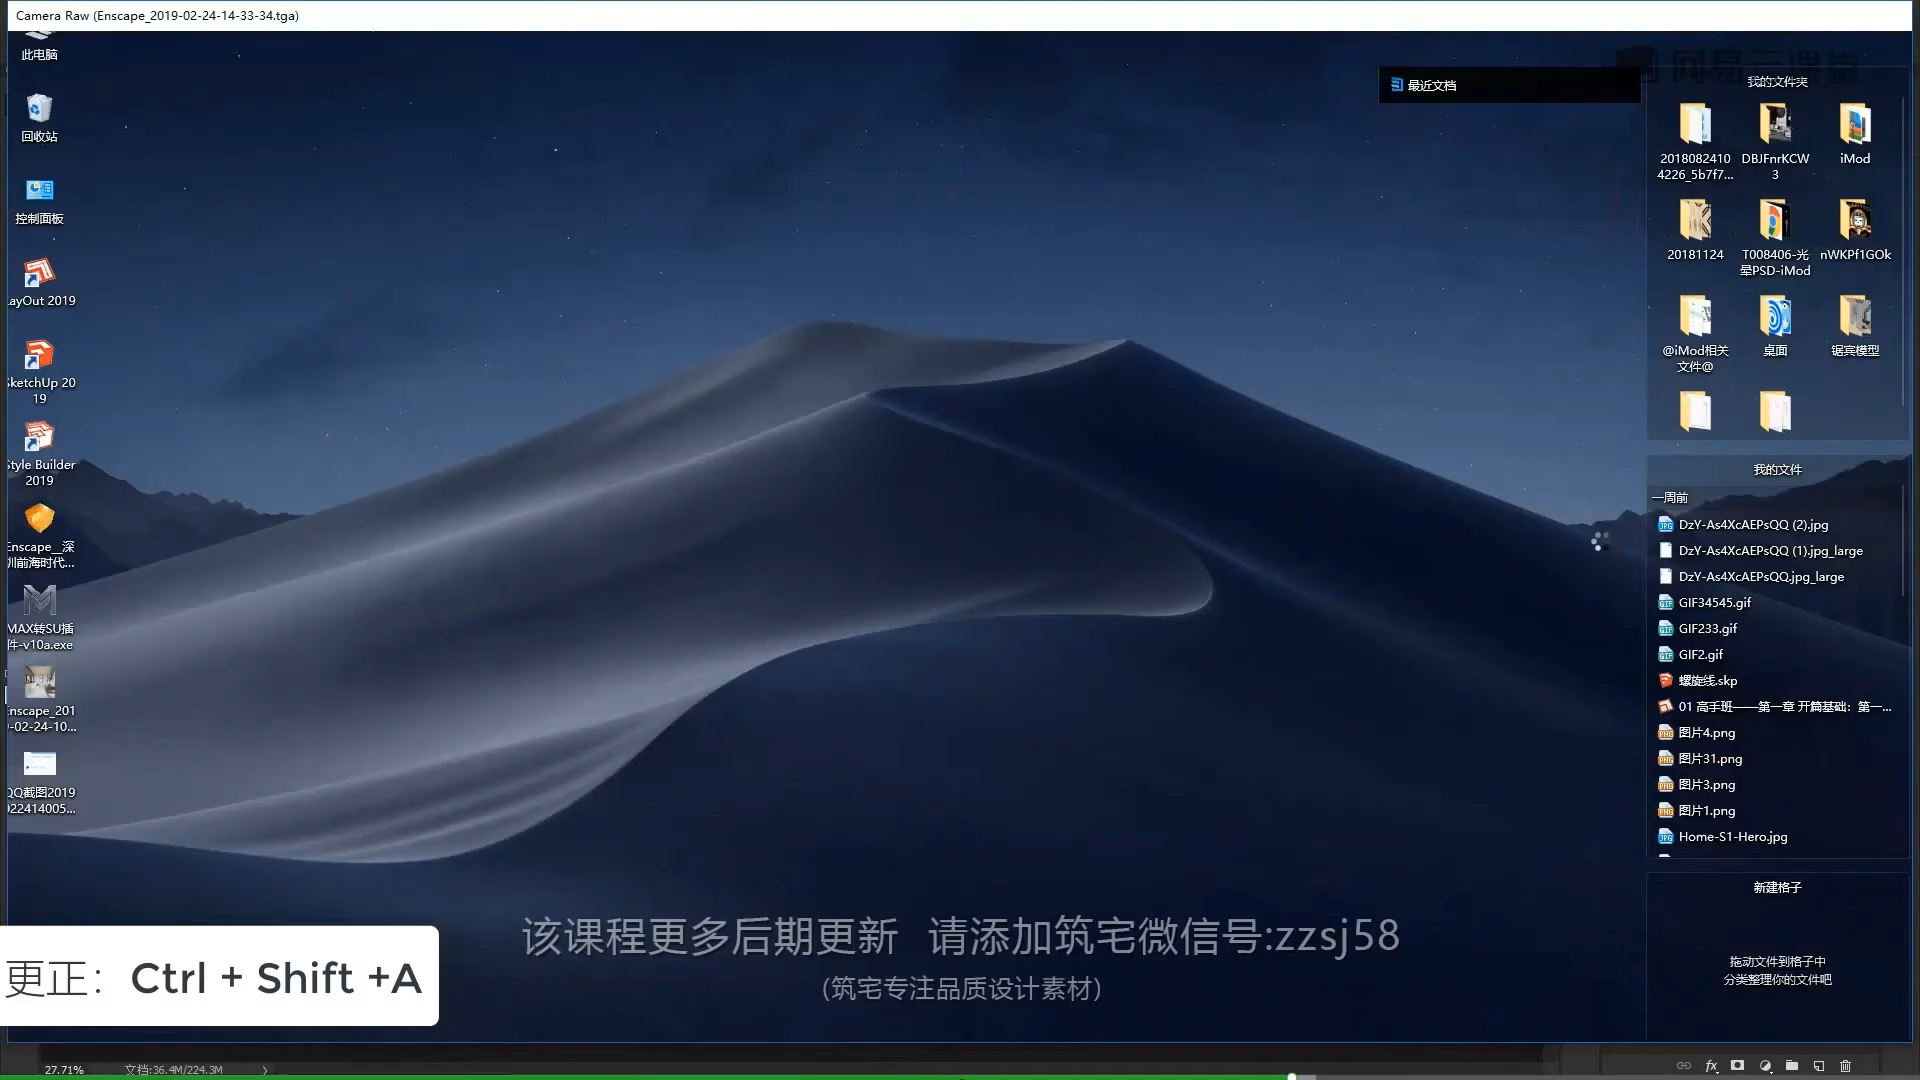 Camera Raw (Enscape_2019-02-24-14-33-34.tga)
此电脑
回收站
控制面板
ayOut 2019
SketchUp 20
19
Style Builder
2019
Enscape__深
圳前海时代...
MAX转SU插
件-v10a.exe
Enscape_201
-02-24-10...
QQ截图2019
022414005...
网易云课堂
最近文档
我的文件夹
2018082410
4226_5b7f7...
DBJFnrKCW
3
iMod
20181124
T008406-光
晕PSD-iMod
nWKPf1GOk
@iMod相关
文件@
桌面
锯宾模型
我的文件
一周前
DzY-As4XcAEPsQQ (2).jpg
DzY-As4XcAEPsQQ (1).jpg_large
DzY-As4XcAEPsQQ.jpg_large
GIF34545.gif
GIF233.gif
GIF2.gif
螺旋线.skp
01 高手班——第一章 开篇基础：第一...
图片4.png
图片31.png
图片3.png
图片1.png
Home-S1-Hero.jpg
新建格子
拖动文件到格子中
分类整理你的文件吧
该课程更多后期更新 请添加筑宅微信号:zzsj58
(筑宅专注品质设计素材)
更正：Ctrl + Shift +A
27.71%
文档:36.4M/224.3M